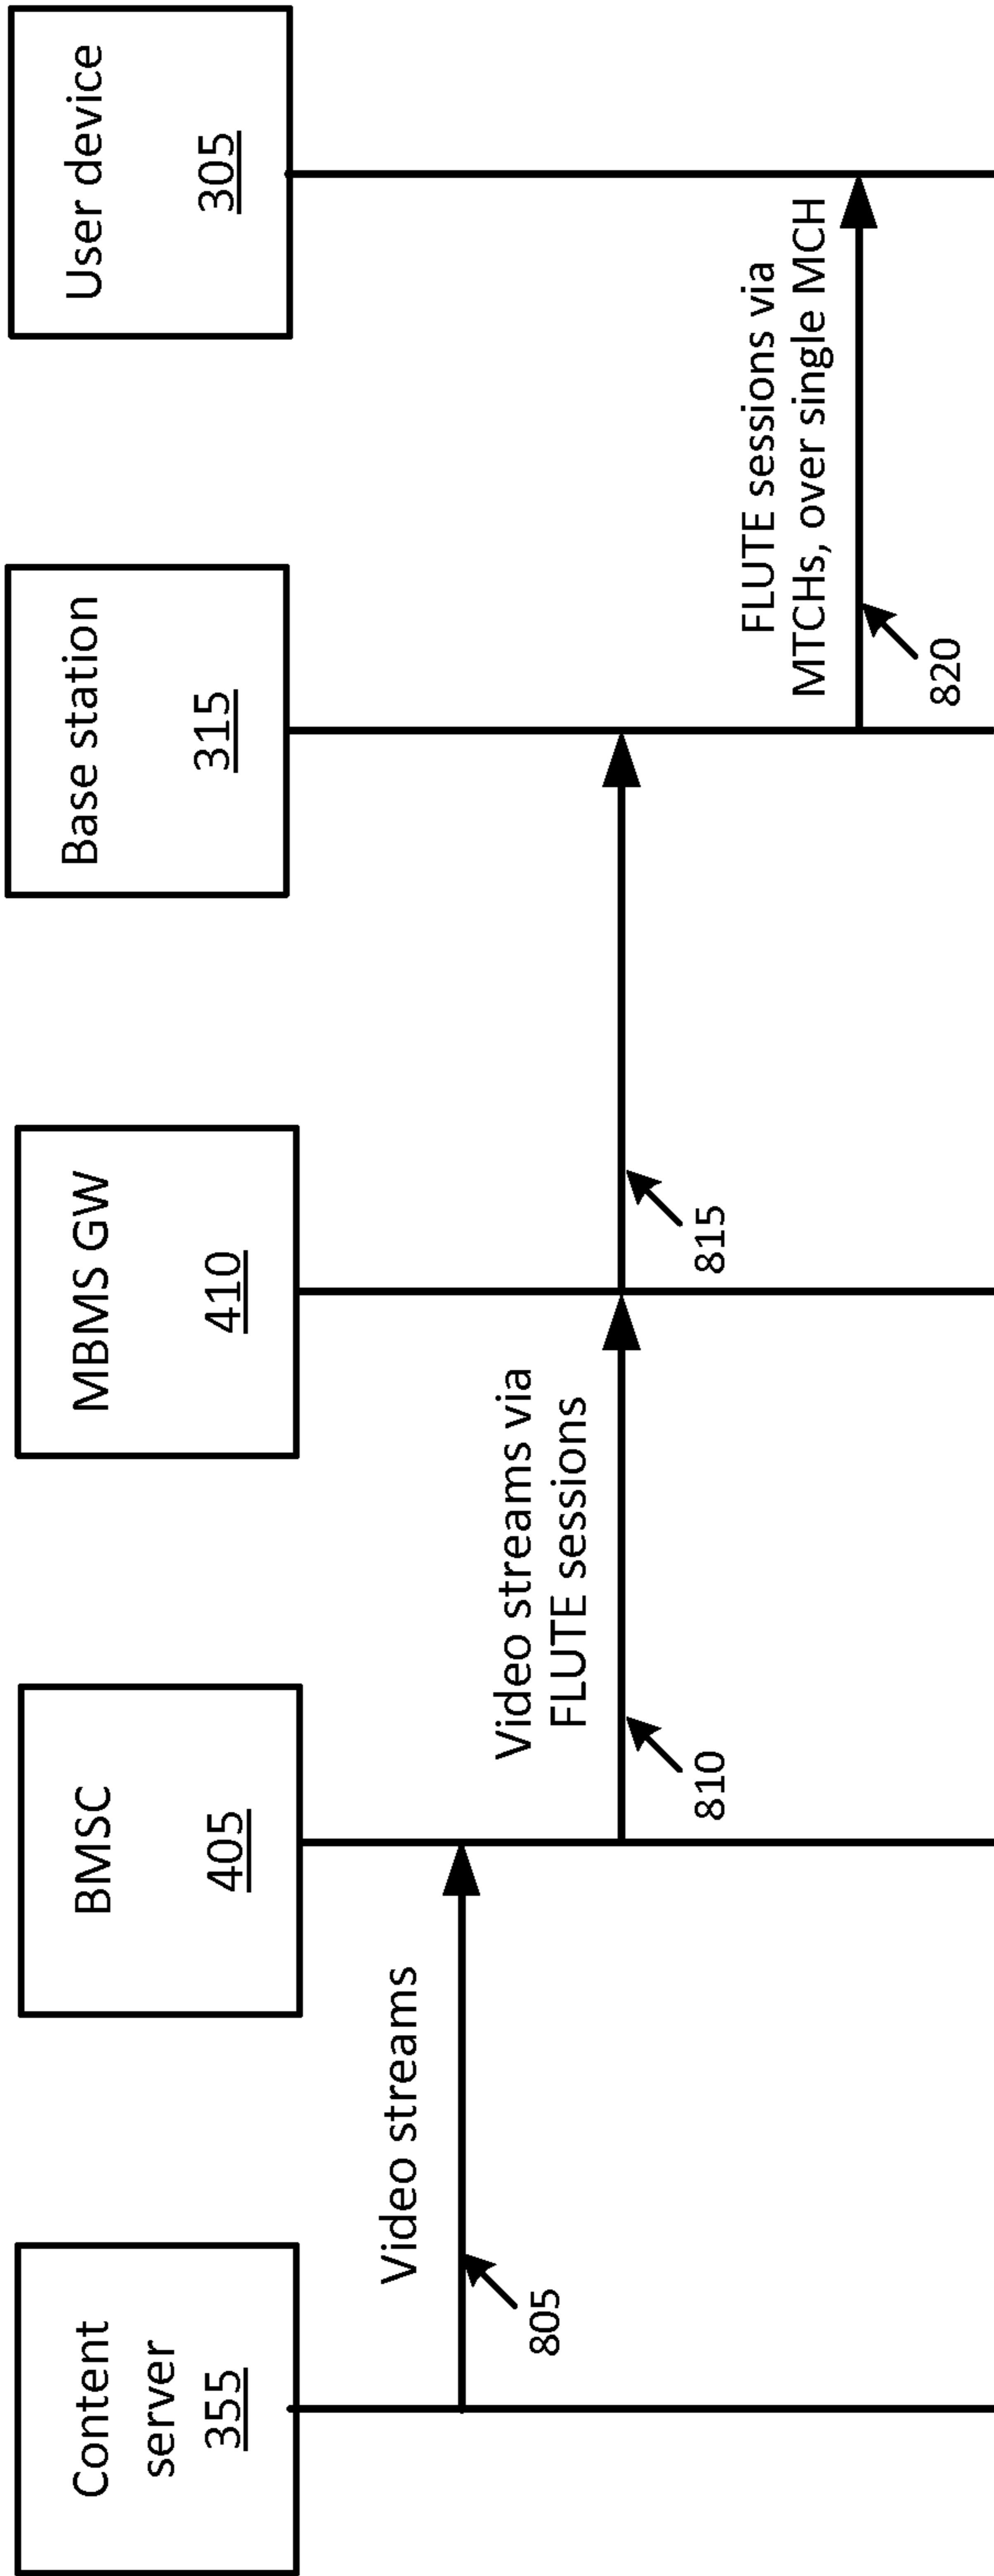 Content
server
355
BMSC
405
MBMS GW
410
Base station
315
User device
305
Video streams
805
Video streams via
FLUTE sessions
810
815
FLUTE sessions via
MTCHs, over single MCH
820